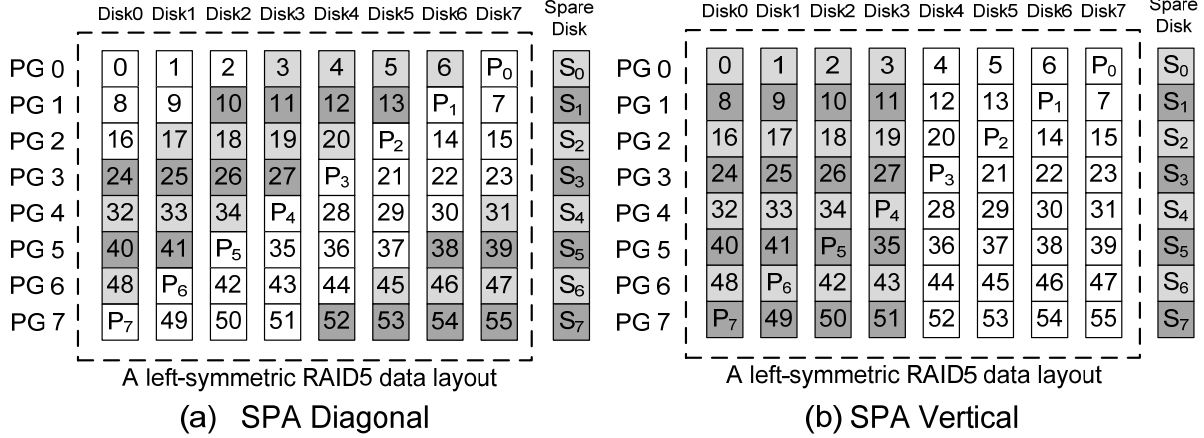 Disk0 Disk1 Disk2 Disk3 Disk4 Disk5 Disk6 Disk7 Spare Disk
PG 0 0 1 2 3 4 5 6 P0 S0
PG 1 8 9 10 11 12 13 P1 7 S1
PG 2 16 17 18 19 20 P2 14 15 S2
PG 3 24 25 26 27 P3 21 22 23 S3
PG 4 32 33 34 P4 28 29 30 31 S4
PG 5 40 41 P5 35 36 37 38 39 S5
PG 6 48 P6 42 43 44 45 46 47 S6
PG 7 P7 49 50 51 52 53 54 55 S7
A left-symmetric RAID5 data layout
(a) SPA Diagonal
Disk0 Disk1 Disk2 Disk3 Disk4 Disk5 Disk6 Disk7 Spare Disk
PG 0 0 1 2 3 4 5 6 P0 S0
PG 1 8 9 10 11 12 13 P1 7 S1
PG 2 16 17 18 19 20 P2 14 15 S2
PG 3 24 25 26 27 P3 21 22 23 S3
PG 4 32 33 34 P4 28 29 30 31 S4
PG 5 40 41 P5 35 36 37 38 39 S5
PG 6 48 P6 42 43 44 45 46 47 S6
PG 7 P7 49 50 51 52 53 54 55 S7
A left-symmetric RAID5 data layout
(b) SPA Vertical